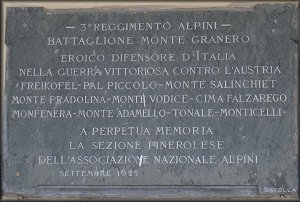 - 3º REGGIMENTO ALPINI -
BATTAGLIONE MONTE GRANERO
EROICO DIFENSORE D'ITALIA
NELLA GUERRA VITTORIOSA CONTRO L'AUSTRIA
-FREIKOFEL-PAL PICCOLO-MONTE SALINCHIET
MONTE PRADOLINA-MONTE VODICE-CIMA FALZAREGO
MONFENERA-MONTE ADAMELLO-TONALE-MONTICELLI-
A PERPETUA MEMORIA
LA SEZIONE PINEROLESE
DELL'ASSOCIAZIONE NAZIONALE ALPINI
SETTEMBRE 1925